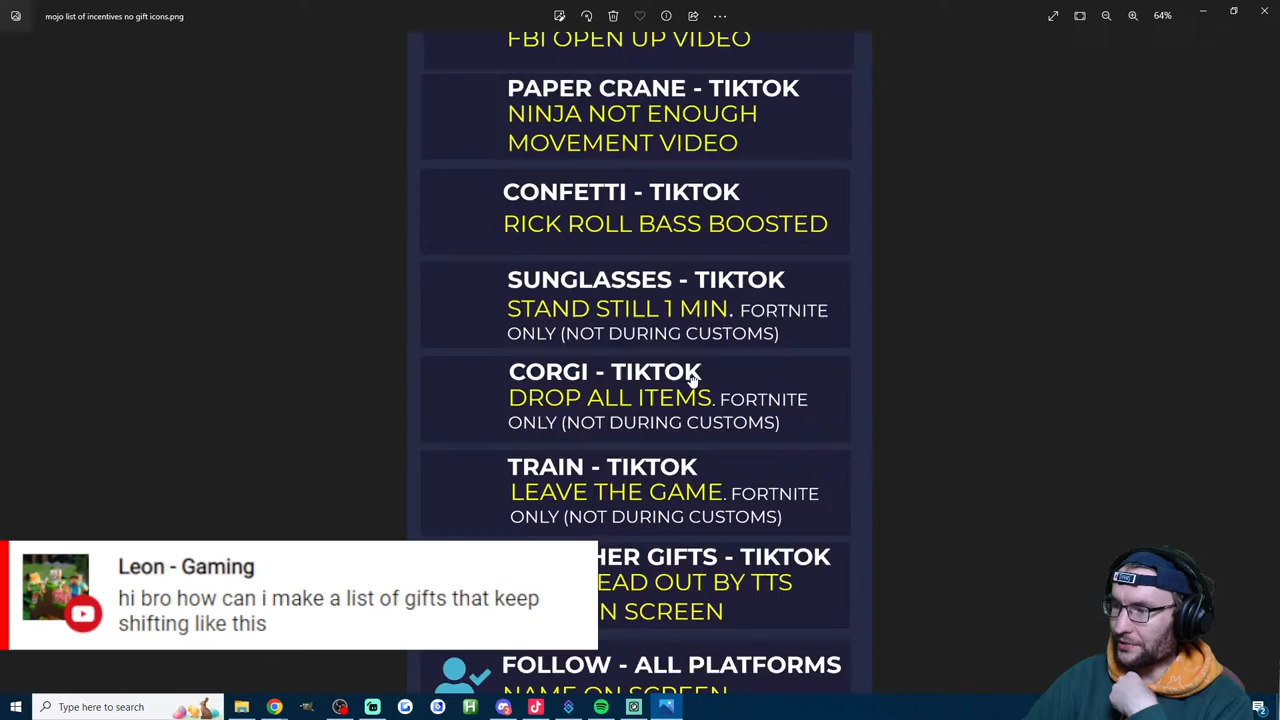 mojo list of incentives no gift icons.png
64%
FBI OPEN UP VIDEO
PAPER CRANE - TIKTOK
NINJA NOT ENOUGH
MOVEMENT VIDEO
CONFETTI - TIKTOK
RICK ROLL BASS BOOSTED
SUNGLASSES - TIKTOK
STAND STILL 1 MIN. FORTNITE
ONLY (NOT DURING CUSTOMS)
CORGI - TIKTOK
DROP ALL ITEMS. FORTNITE
ONLY (NOT DURING CUSTOMS)
TRAIN - TIKTOK
LEAVE THE GAME. FORTNITE
ONLY (NOT DURING CUSTOMS)
HER GIFTS - TIKTOK
EAD OUT BY TTS
N SCREEN
FOLLOW - ALL PLATFORMS
NAME ON SCREEN
Leon - Gaming
hi bro how can i make a list of gifts that keep
shifting like this
Type here to search